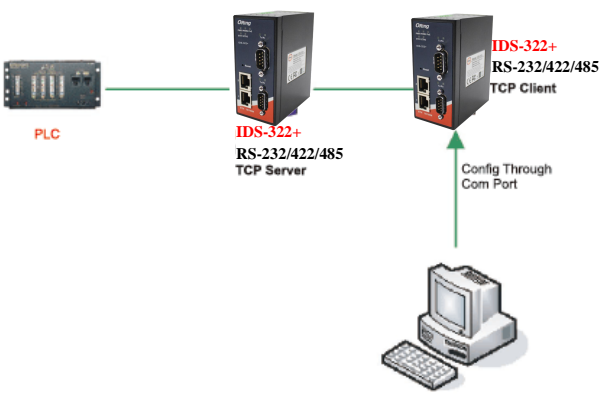 IDS-322+
RS-232/422/485
TCP Client
PLC
IDS-322+
RS-232/422/485
TCP Server
Config Through
Com Port